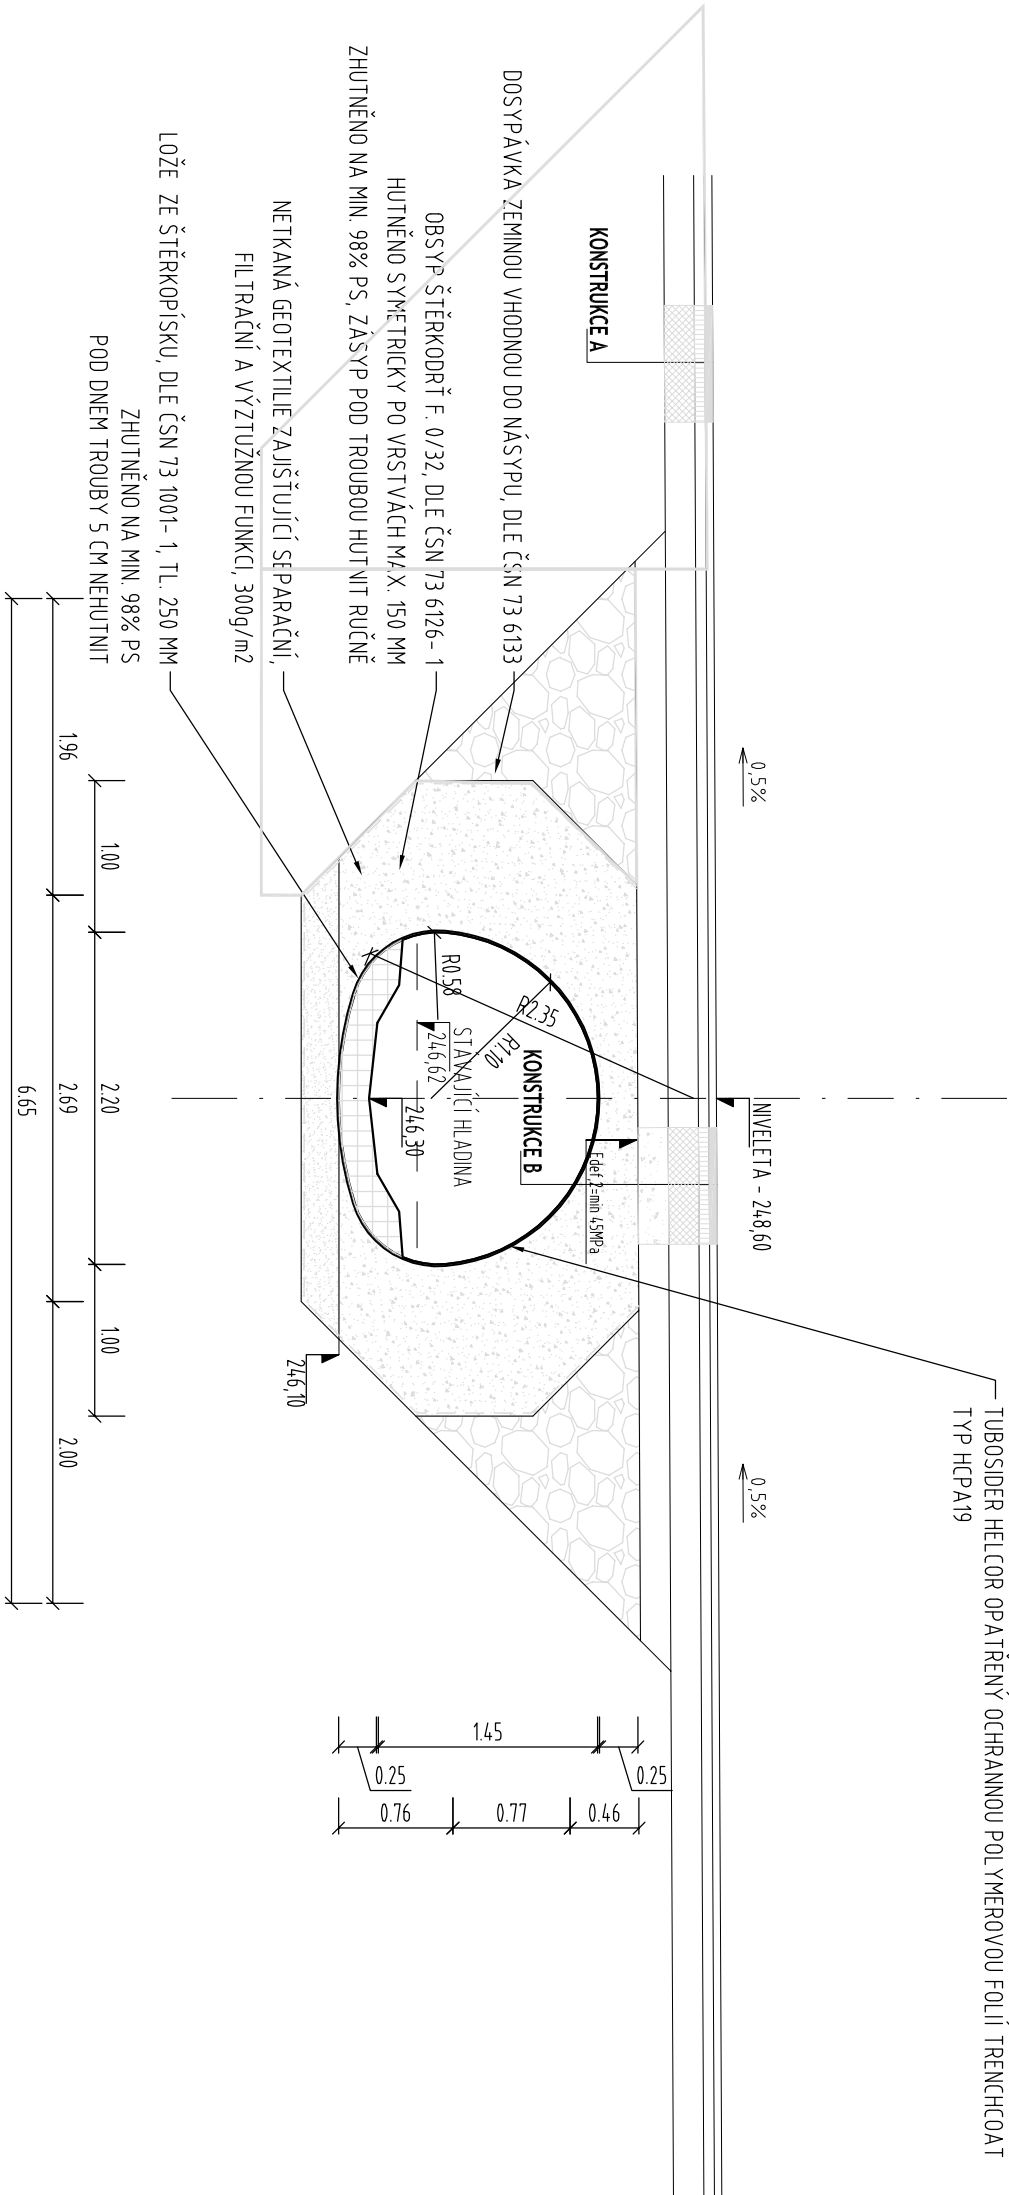 TUBOSIDER HELCOR OPATŘENÝ OCHRANNOU POLYMEROVOU FOLIÍ TRENCHCOAT
TYP HCPA19
0,5%
0,5%
NIVELETA - 248,60
KONSTRUKCE A
DOSYPÁVKA ZEMINOU VHODNOU DO NÁSYPU, DLE ČSN 73 6133
OBSYP ŠTĚRKODRŤ F. 0/32, DLE ČSN 73 6126- 1
HUTNĚNO SYMETRICKY PO VRSTVÁCH MAX. 150 MM
ZHUTNĚNO NA MIN. 98% PS, ZÁSYP POD TROUBOU HUTNIT RUČNĚ
NETKANÁ GEOTEXTILIE ZAJIŠŤUJÍCÍ SEPARAČNÍ,
FILTRAČNÍ A VÝZTUŽNOU FUNKCI, 300g/m2
LOŽE ZE ŠTĚRKOPÍSKU, DLE ČSN 73 1001- 1, TL. 250 MM
ZHUTNĚNO NA MIN. 98% PS
POD DNEM TROUBY 5 CM NEHUTNIT
Edef,2=min 45MPa
KONSTRUKCE B
R2.35
R1.10
R0.58
STÁVAJÍCÍ HLADINA
246,62
246,30
246,10
0.25
1.45
0.25
0.46
0.77
0.76
1.00
2.20
1.00
1.96
2.69
2.00
6.65